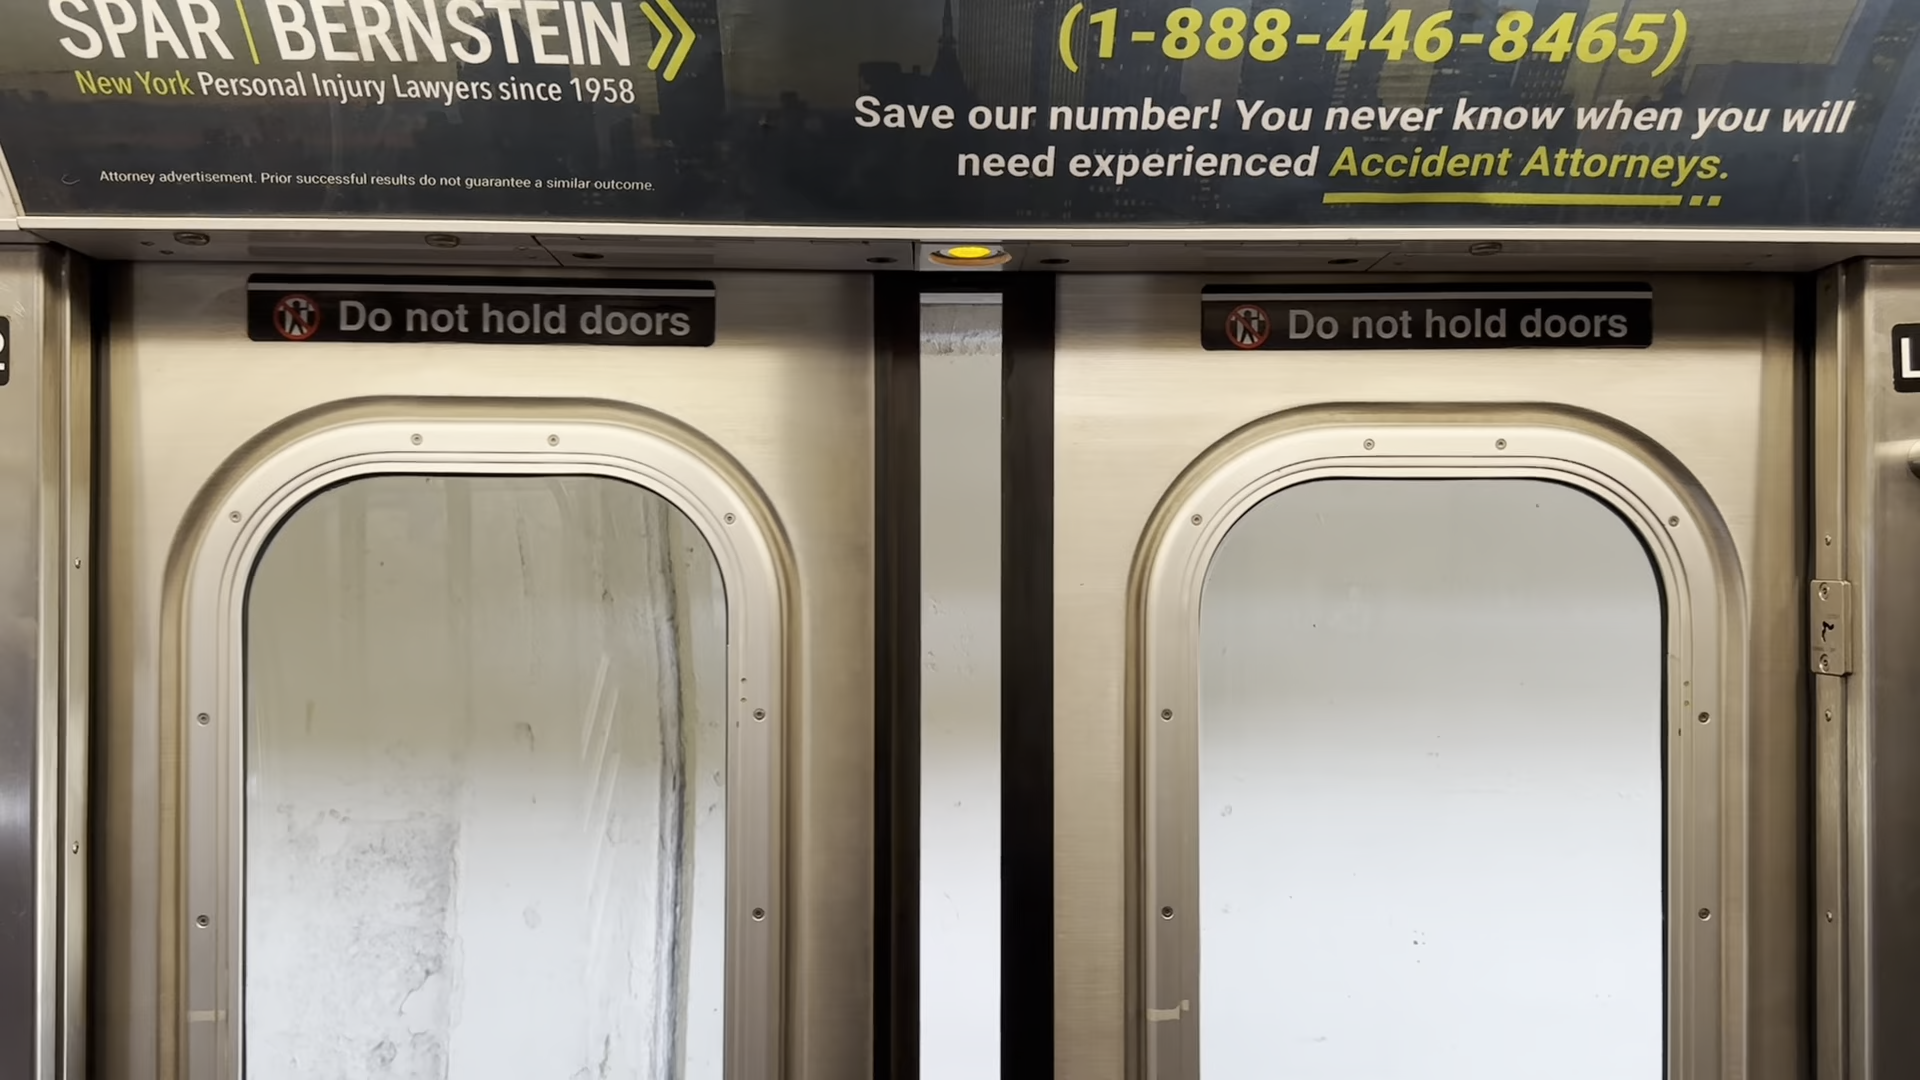 SPAR | BERNSTEIN
New York Personal Injury Lawyers since 1958
Attorney advertisement. Prior successful results do not guarantee a similar outcome.
(1-888-446-8465)
Save our number! You never know when you will
need experienced Accident Attorneys.
Do not hold doors
Do not hold doors
L
2